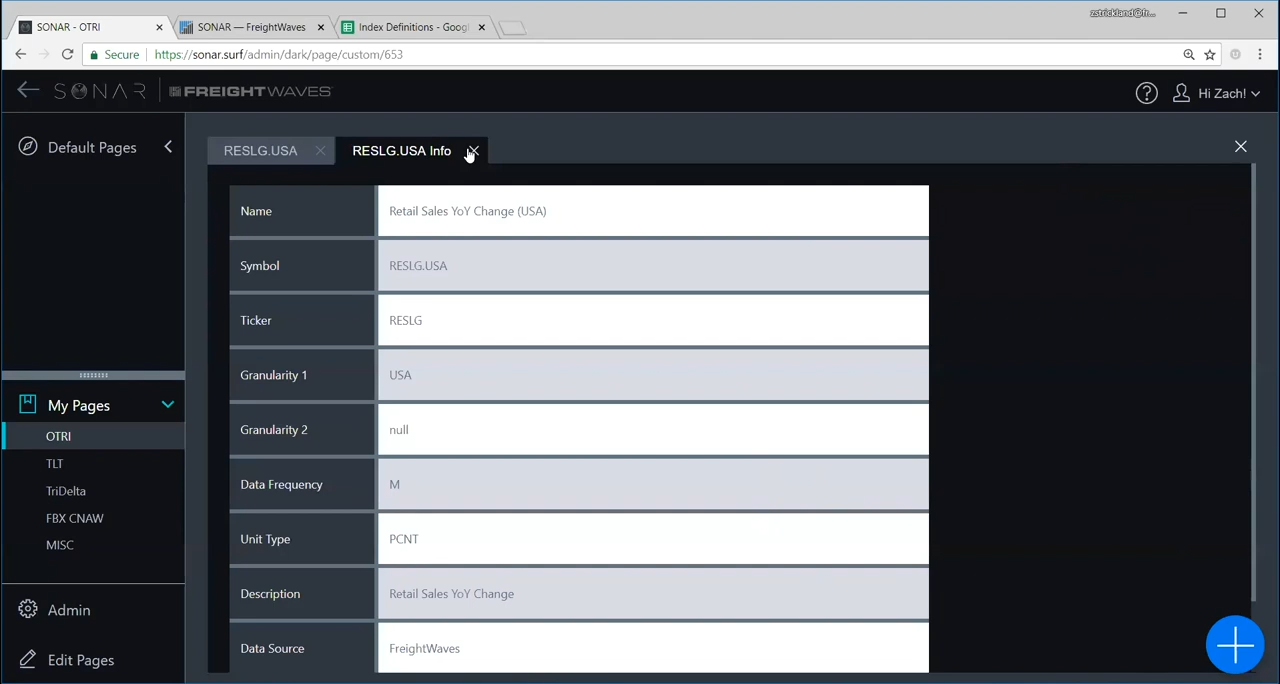 SONAR - OTRI
SONAR — FreightWaves
Index Definitions - Goog
zstrickland@fr...
Secure
https://sonar.surf/admin/dark/page/custom/653
SONAR
FREIGHTWAVES
Hi Zach!
Default Pages
RESLG.USA
RESLG.USA Info
Name
Retail Sales YoY Change (USA)
Symbol
RESLG.USA
Ticker
RESLG
Granularity 1
USA
Granularity 2
null
Data Frequency
M
Unit Type
PCNT
Description
Retail Sales YoY Change
Data Source
FreightWaves
My Pages
OTRI
TLT
TriDelta
FBX CNAW
MISC
Admin
Edit Pages